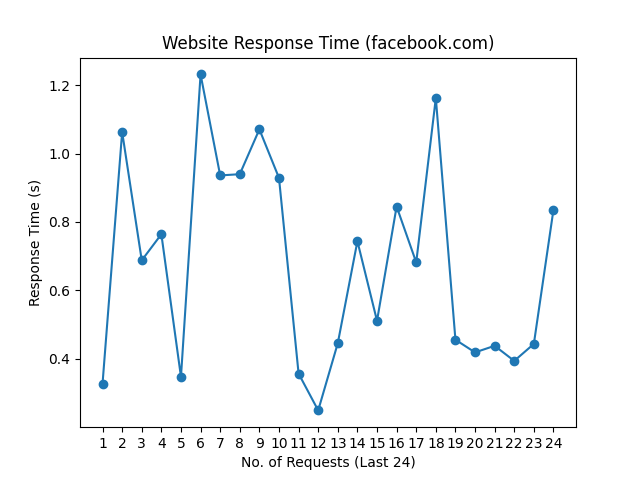 Website Response Time (facebook.com)
Response Time (s)
1.2
1.0
0.8
0.6
0.4
1 2 3 4 5 6 7 8 9 10 11 12 13 14 15 16 17 18 19 20 21 22 23 24
No. of Requests (Last 24)